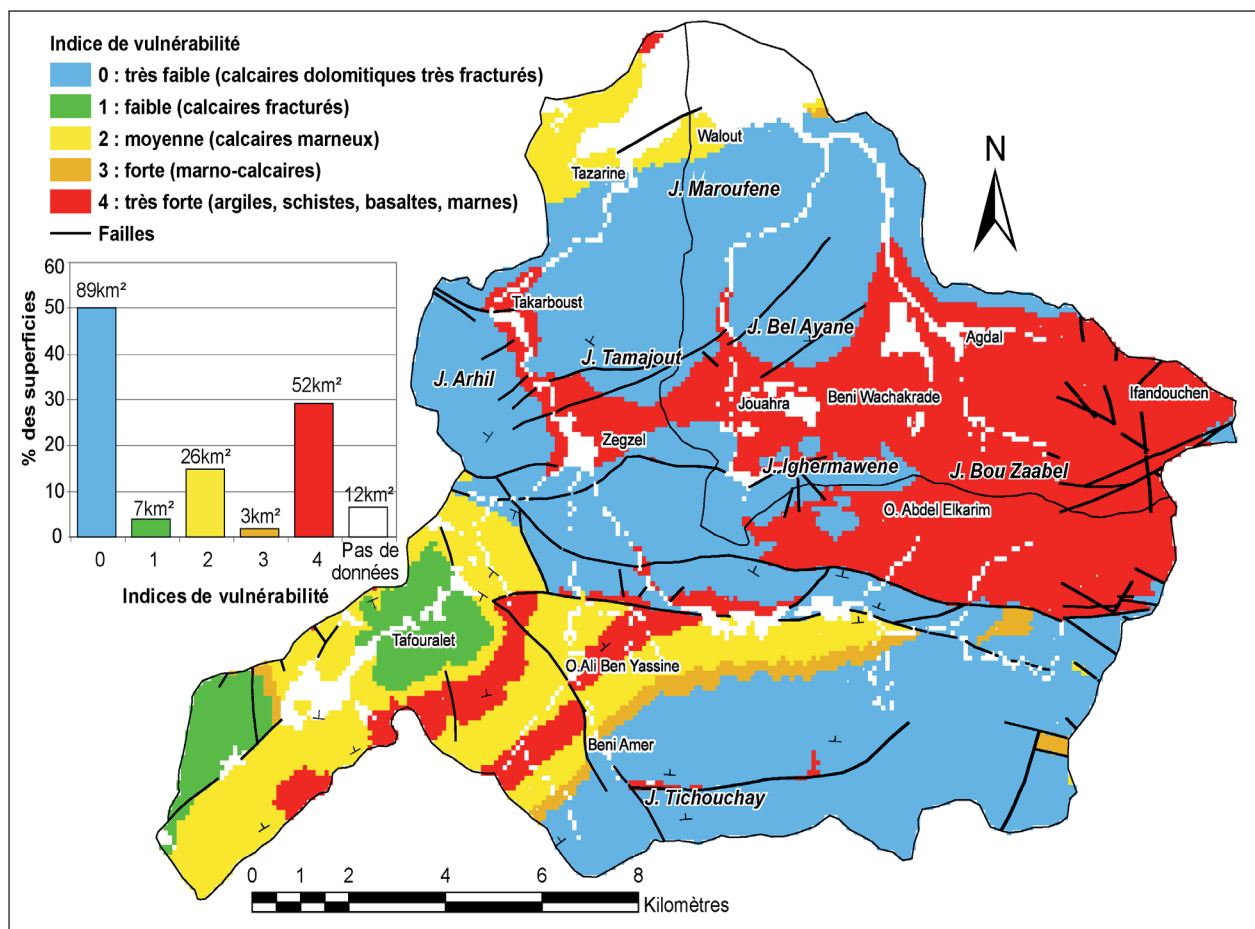 Indice de vulnérabilité
0 : très faible (calcaires dolomitiques très fracturés)
1 : faible (calcaires fracturés)
2 : moyenne (calcaires marneux)
3 : forte (marno-calcaires)
4 : très forte (argiles, schistes, basaltes, marnes)
Failles
% des superficies
60
50
40
30
20
10
0
89km²
7km²
26km²
3km²
52km²
12km²
0
1
2
3
4
Pas de
données
Indices de vulnérabilité
N
Walout
Tazarine
J. Maroufene
Takarboust
J. Bel Ayane
Agdal
J. Tamajout
J. Arhil
Ifandouchen
Jouahra
Beni Wachakrade
Zegzel
J. Ighermawene
J. Bou Zaabel
O. Abdel Elkarim
Tafouralet
O.Ali Ben Yassine
Beni Amer
J. Tichouchay
0 1 2 4 6 8
Kilomètres